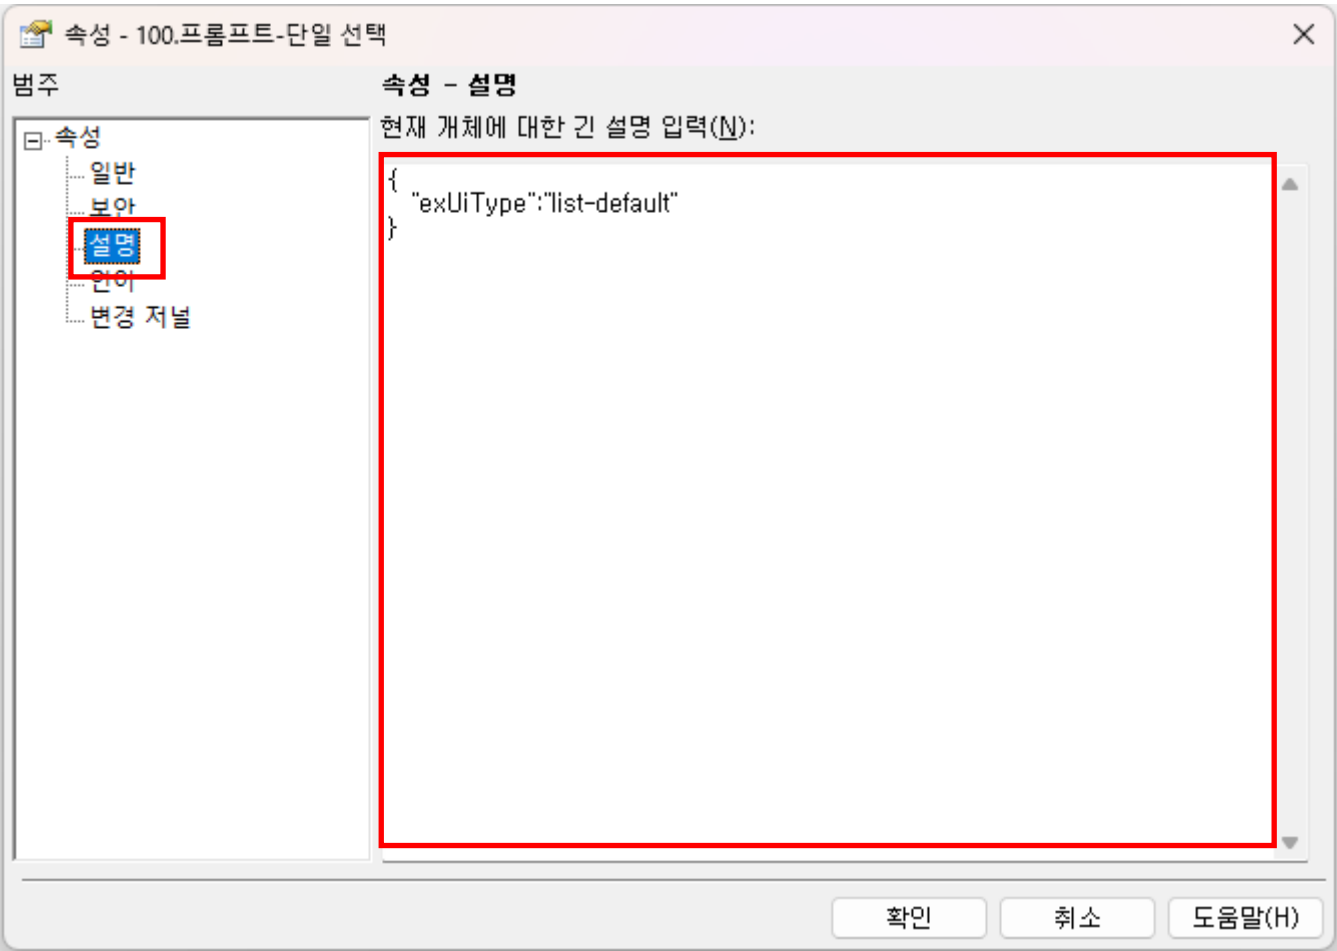 속성 - 100.프롬프트-단일 선택
범주
속성
일반
보안
설명
언어
변경 저널
속성 - 설명
현재 개체에 대한 긴 설명 입력(N):
{
"exUiType":"list-default"
}
확인
취소
도움말(H)